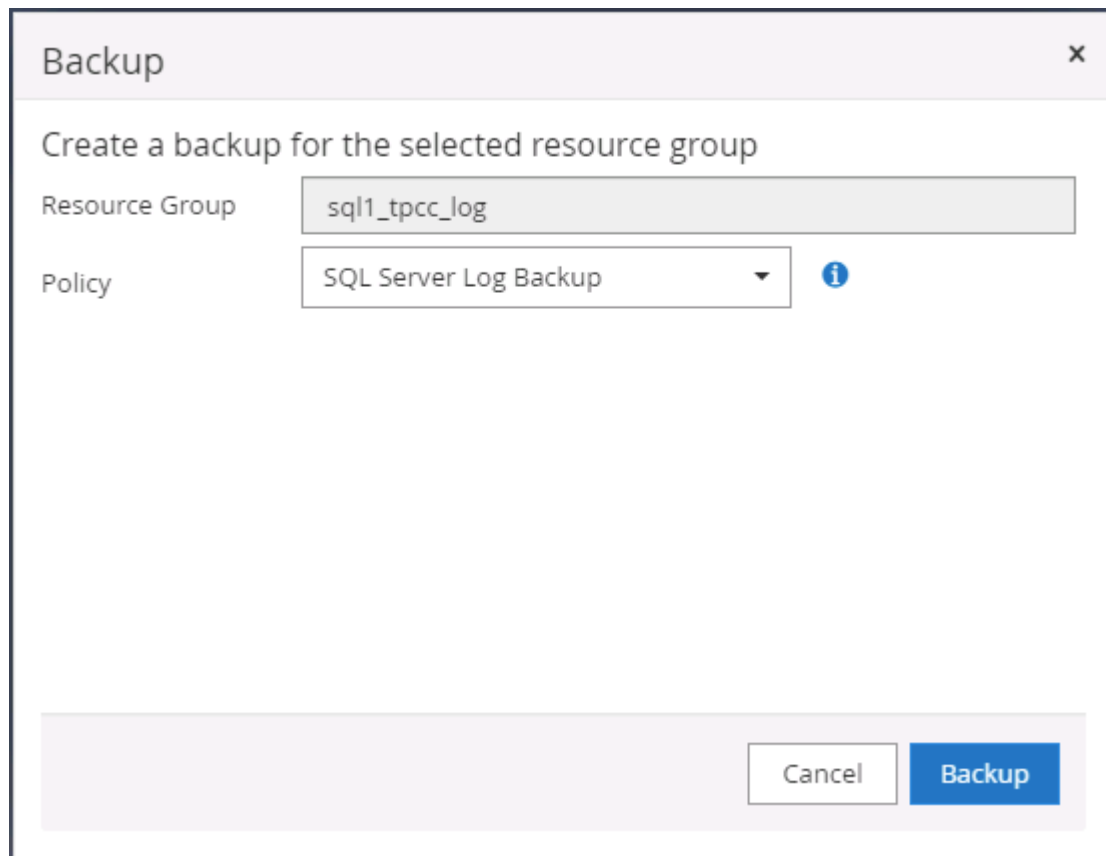 Backup
Create a backup for the selected resource group
Resource Group
sql1_tpcc_log
Policy
SQL Server Log Backup
Cancel
Backup